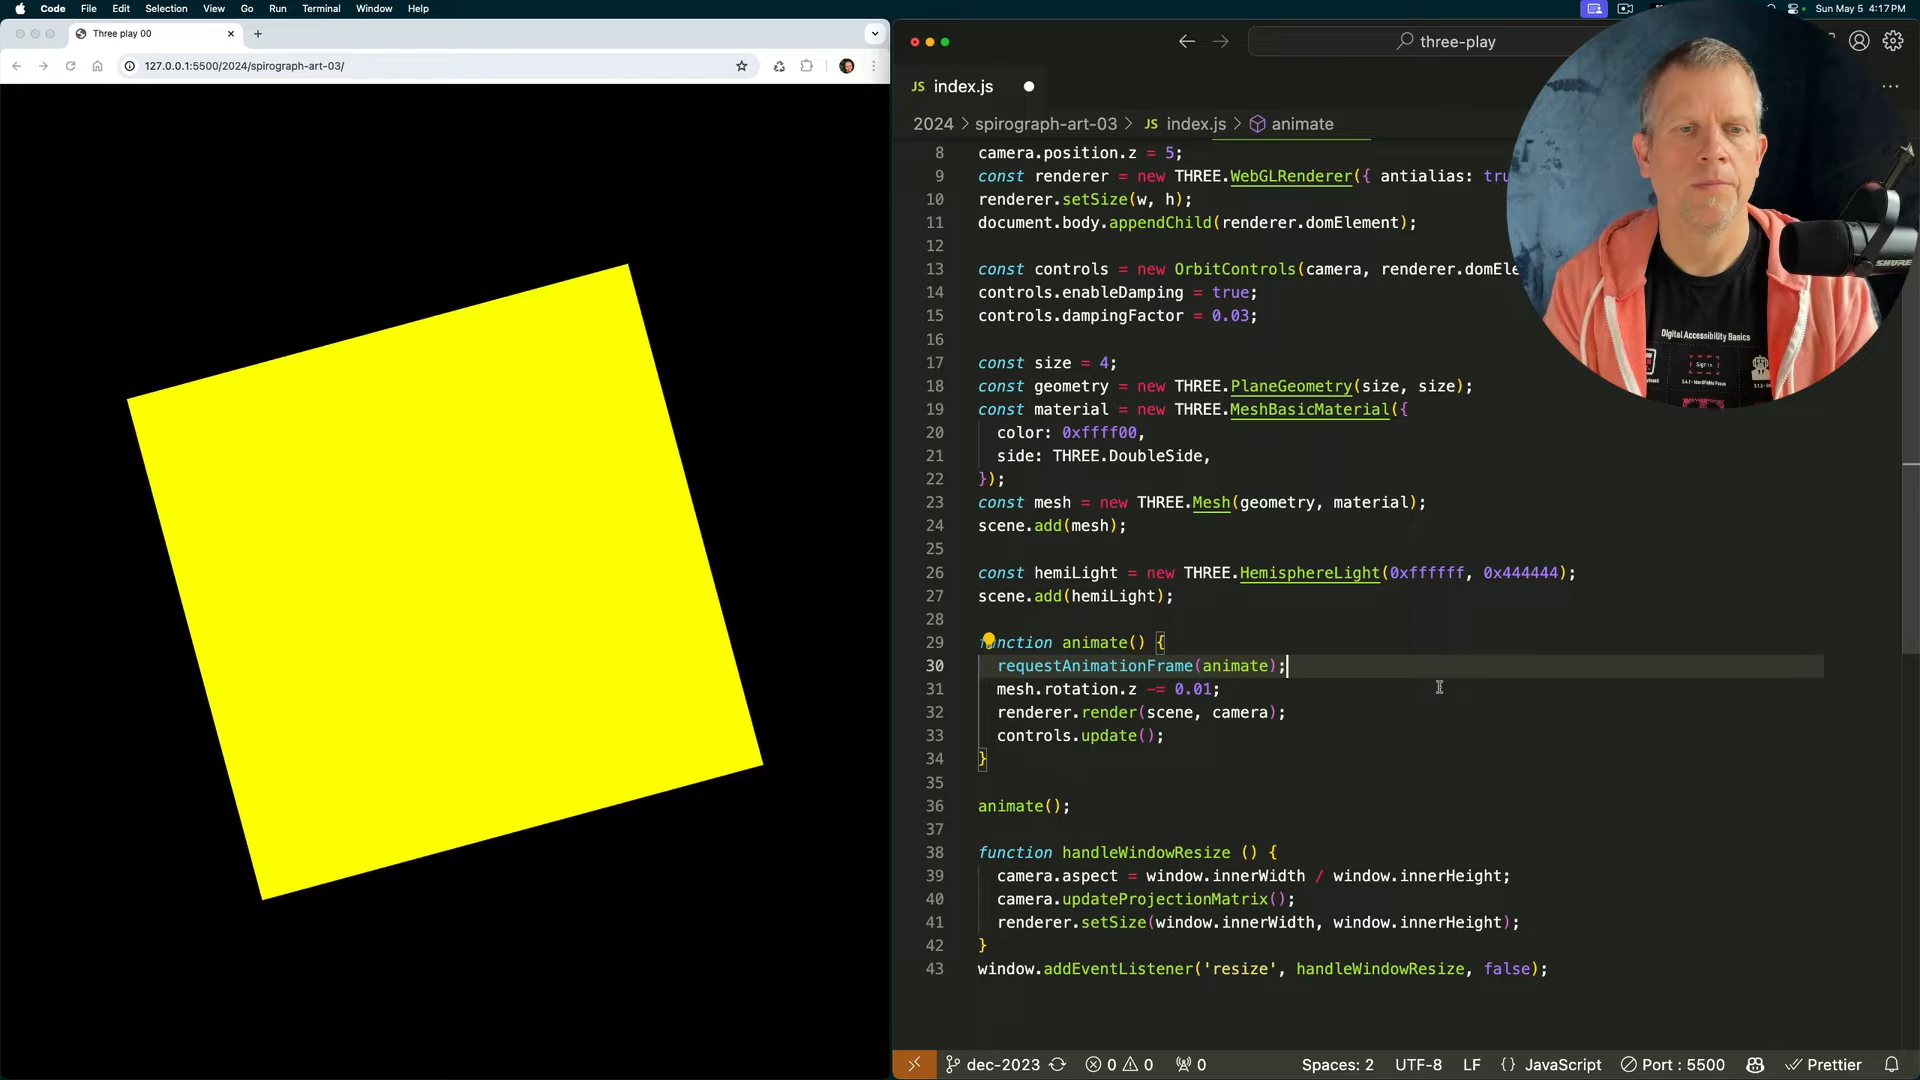 Code File Edit Selection View Go Run Terminal Window Help
Sun May 5 4:17 PM
Three play 00
127.0.0.1:5500/2024/spirograph-art-03/
three-play
JS index.js
2024 > spirograph-art-03 > JS index.js > animate
8 camera.position.z = 5;
9 const renderer = new THREE.WebGLRenderer({ antialias: tru
10 renderer.setSize(w, h);
11 document.body.appendChild(renderer.domElement);
12
13 const controls = new OrbitControls(camera, renderer.domEle
14 controls.enableDamping = true;
15 controls.dampingFactor = 0.03;
16
17 const size = 4;
18 const geometry = new THREE.PlaneGeometry(size, size);
19 const material = new THREE.MeshBasicMaterial({
20 color: 0xffff00,
21 side: THREE.DoubleSide,
22 });
23 const mesh = new THREE.Mesh(geometry, material);
24 scene.add(mesh);
25
26 const hemiLight = new THREE.HemisphereLight(0xffffff, 0x444444);
27 scene.add(hemiLight);
28
29 function animate() {
30 requestAnimationFrame(animate);
31 mesh.rotation.z -= 0.01;
32 renderer.render(scene, camera);
33 controls.update();
34 }
35
36 animate();
37
38 function handleWindowResize () {
39 camera.aspect = window.innerWidth / window.innerHeight;
40 camera.updateProjectionMatrix();
41 renderer.setSize(window.innerWidth, window.innerHeight);
42 }
43 window.addEventListener('resize', handleWindowResize, false);
Digital Accessibility Basics
Sign in
SHURE
dec-2023 0 0 0 Spaces: 2 UTF-8 LF {} JavaScript Port : 5500 Prettier